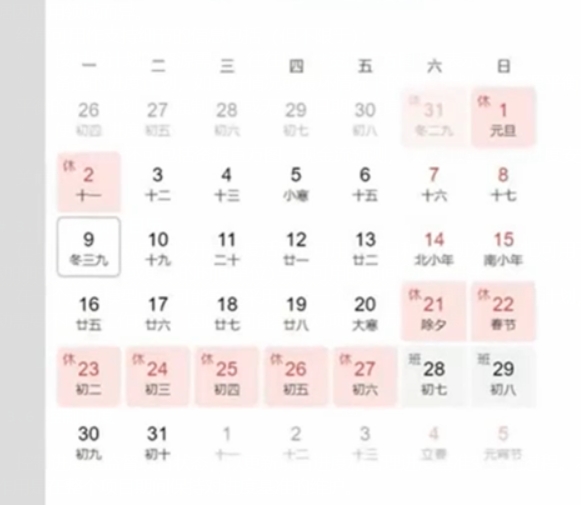 一 二 三 四 五 六 日
26 27 28 29 30 休 31 休 1
初四 初五 初六 初七 初八 冬二九 元旦
休 2 3 4 5 6 7 8
十一 十二 十三 小寒 十五 十六 十七
9 10 11 12 13 14 15
冬三九 十九 二十 廿一 廿二 北小年 南小年
16 17 18 19 20 休 21 休 22
廿五 廿六 廿七 廿八 大寒 除夕 春节
休 23 休 24 休 25 休 26 休 27 班 28 班 29
初二 初三 初四 初五 初六 初七 初八
30 31 1 2 3 4 5
初九 初十 十一 十二 十三 立春 元宵节